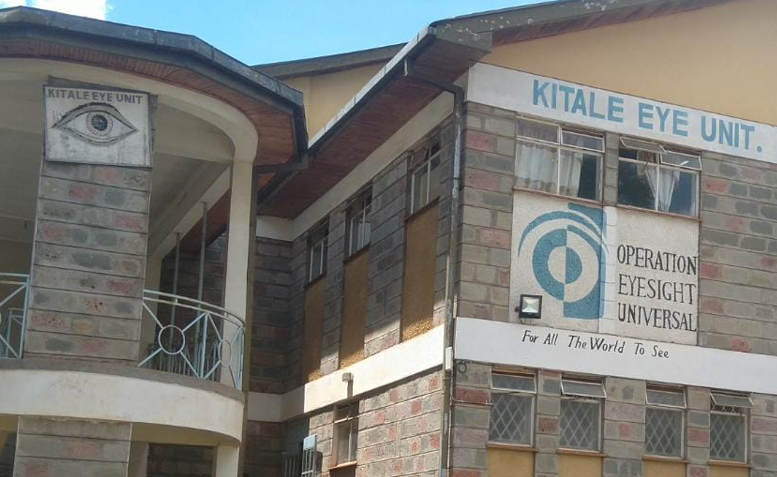 KITALE EYE UNIT
KITALE EYE UNIT.
OPERATION
EYESIGHT
UNIVERSAL
For All The World To See